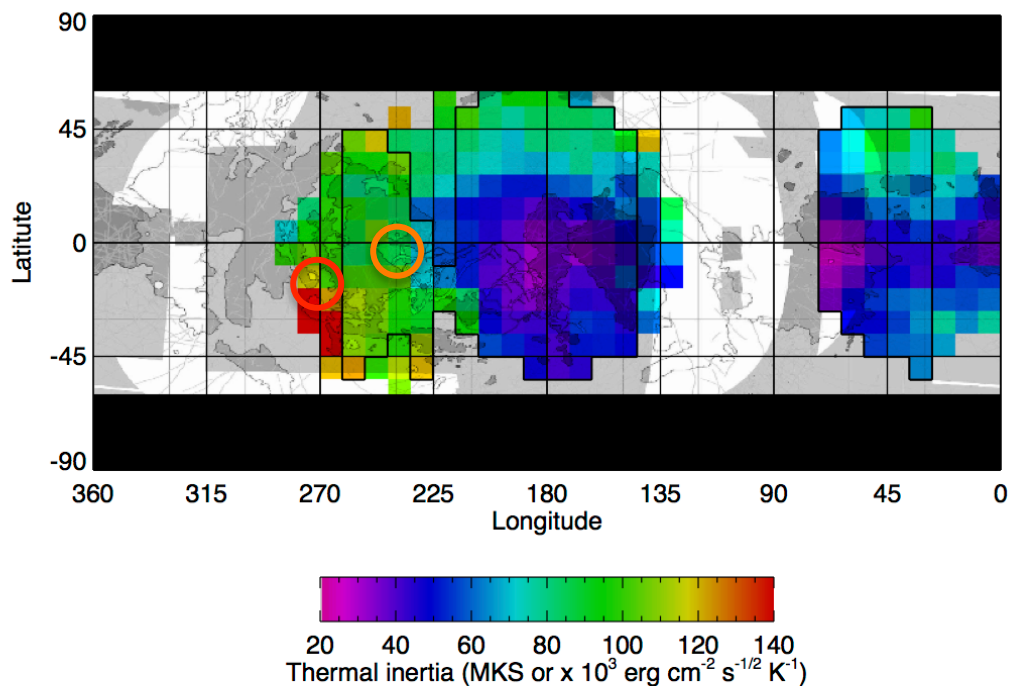 90
45
0
-45
-90
Latitute
360 315 270 225 180 135 90 45 0
Longitude
20 40 60 80 100 120 140
Thermal inertia (MKS or x 10³ erg cm⁻² s⁻¹/² K⁻¹)